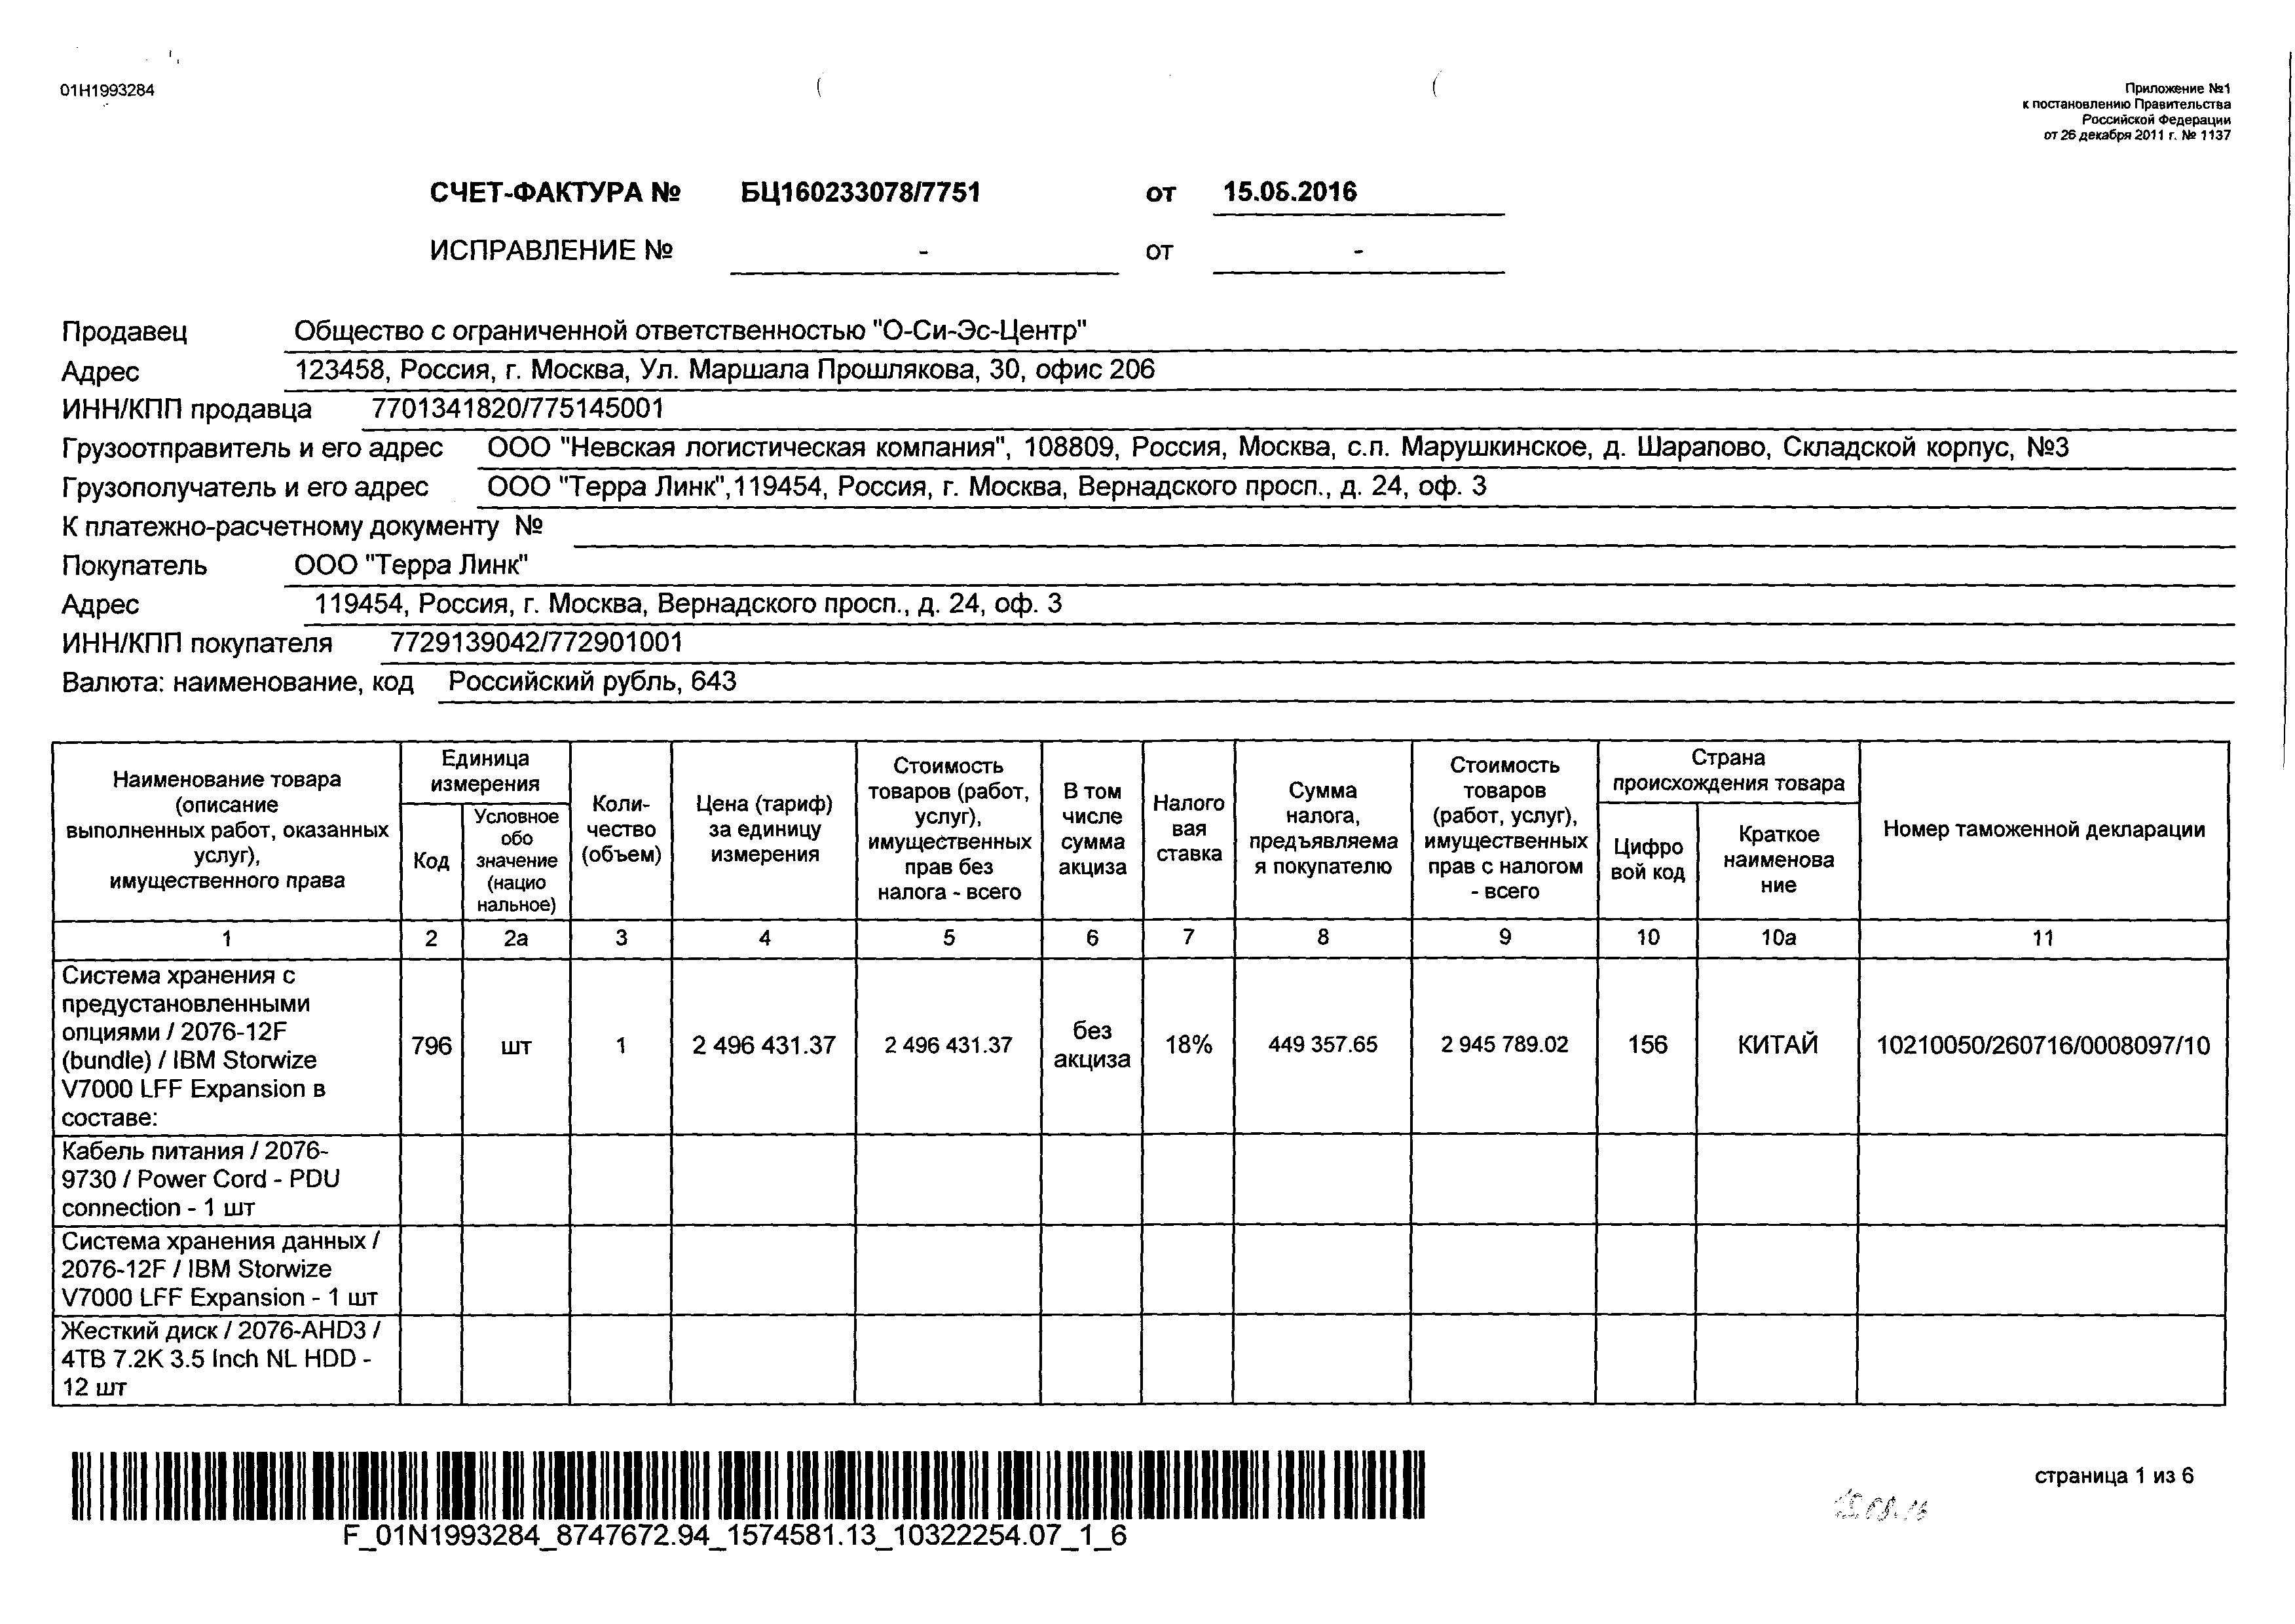 01Н1993284
Приложение №1
к постановлению Правительства
Российской Федерации
от 26 декабря 2011 г. № 1137
СЧЕТ-ФАКТУРА № БЦ160233078/7751 от 15.08.2016
ИСПРАВЛЕНИЕ № - от -
Продавец Общество с ограниченной ответственностью "О-Си-Эс-Центр"
Адрес 123458, Россия, г. Москва, Ул. Маршала Прошлякова, 30, офис 206
ИНН/КПП продавца 7701341820/775145001
Грузоотправитель и его адрес ООО "Невская логистическая компания", 108809, Россия, Москва, с.п. Марушкинское, д. Шарапово, Складской корпус, №3
Грузополучатель и его адрес ООО "Терра Линк",119454, Россия, г. Москва, Вернадского просп., д. 24, оф. 3
К платежно-расчетному документу №
Покупатель ООО "Терра Линк"
Адрес 119454, Россия, г. Москва, Вернадского просп., д. 24, оф. 3
ИНН/КПП покупателя 7729139042/772901001
Валюта: наименование, код Российский рубль, 643
Наименование товара
(описание
выполненных работ, оказанных
услуг),
имущественного права
Единица
измерения
Код
Условное
обо
значение
(нацио
нальное)
Коли-
чество
(объем)
Цена (тариф)
за единицу
измерения
Стоимость
товаров (работ,
услуг),
имущественных
прав без
налога - всего
В том
числе
сумма
акциза
Налого
вая
ставка
Сумма
налога,
предъявляема
я покупателю
Стоимость
товаров
(работ, услуг),
имущественных
прав с налогом
- всего
Страна
происхождения товара
Цифро
вой код
Краткое
наименова
ние
Номер таможенной декларации
1 2 2а 3 4 5 6 7 8 9 10 10а 11
Система хранения с
предустановленными
опциями / 2076-12F
(bundle) / IBM Storwize
V7000 LFF Expansion в
составе:
796 шт 1 2 496 431.37 2 496 431.37
без
акциза
18% 449 357.65 2 945 789.02 156 КИТАЙ 10210050/260716/0008097/10
Кабель питания / 2076-
9730 / Power Cord - PDU
connection - 1 шт
Система хранения данных /
2076-12F / IBM Storwize
V7000 LFF Expansion - 1 шт
Жесткий диск / 2076-AHD3 /
4TB 7.2K 3.5 Inch NL HDD -
12 шт
страница 1 из 6
15.08.16
F_01N1993284_8747672.94_1574581.13_10322254.07_1_6